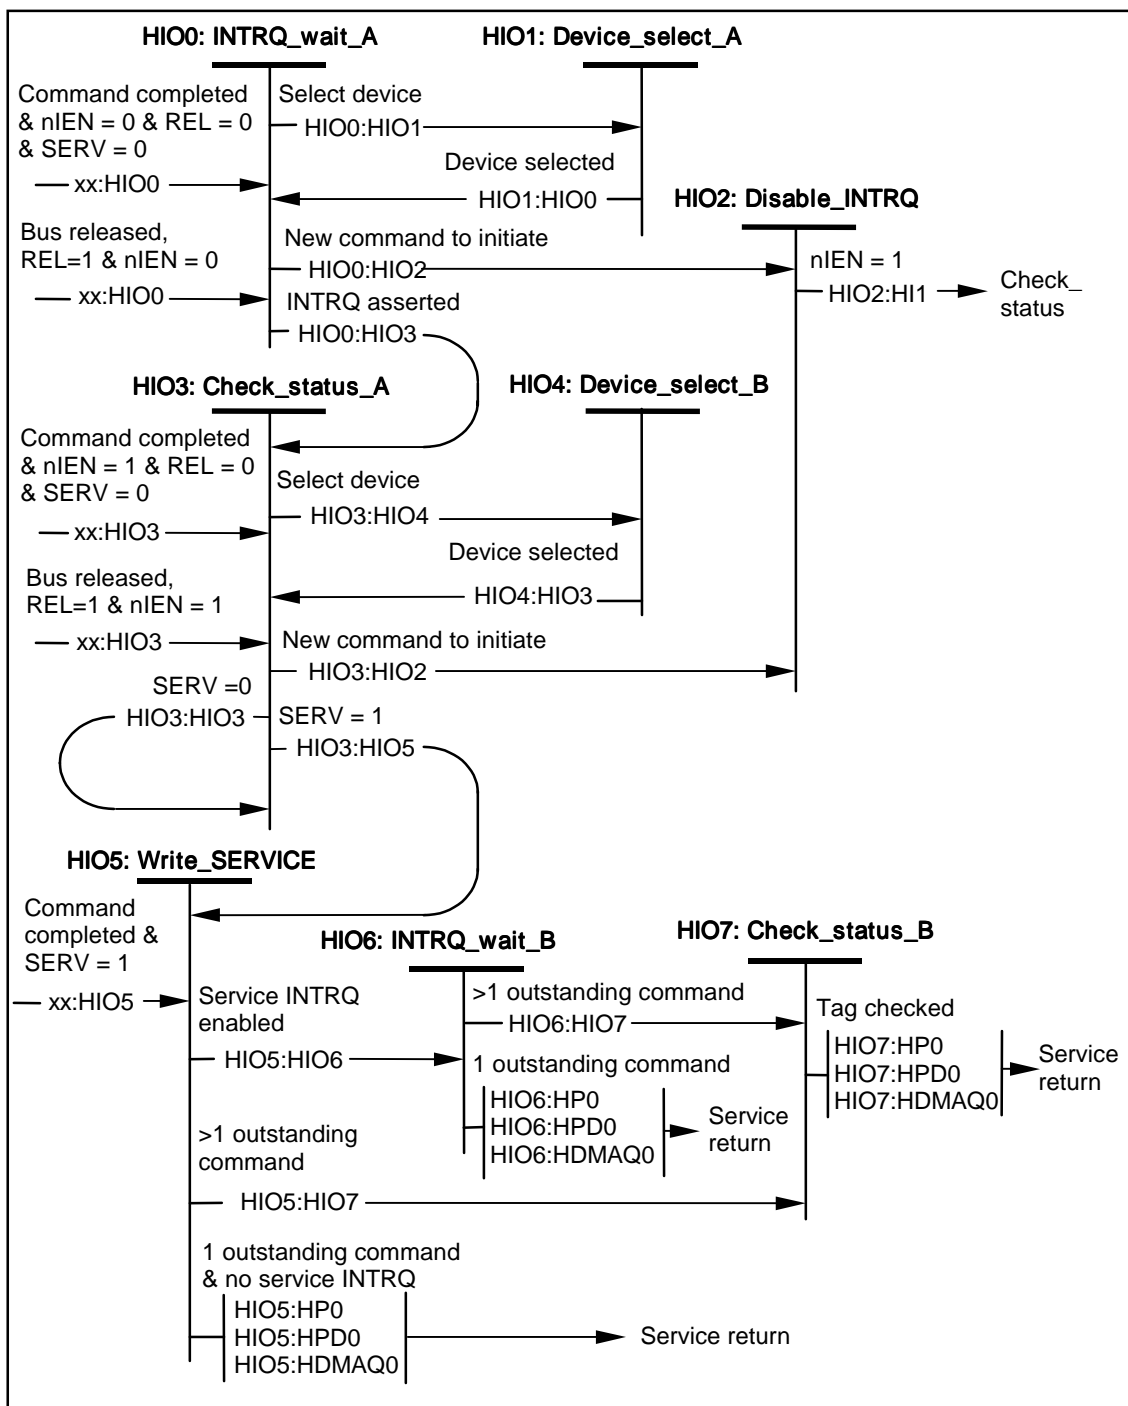 HIO0: INTRQ_wait_A
HIO1: Device_select_A
Command completed
& nIEN = 0 & REL = 0
& SERV = 0
Select device
HIO0:HIO1
Device selected
xx:HIO0
HIO1:HIO0
HIO2: Disable_INTRQ
Bus released,
REL=1 & nIEN = 0
New command to initiate
HIO0:HIO2
nIEN = 1
HIO2:HI1
Check_
status
xx:HIO0
INTRQ asserted
HIO0:HIO3
HIO3: Check_status_A
HIO4: Device_select_B
Command completed
& nIEN = 1 & REL = 0
& SERV = 0
Select device
HIO3:HIO4
xx:HIO3
Device selected
Bus released,
REL=1 & nIEN = 1
HIO4:HIO3
xx:HIO3
New command to initiate
HIO3:HIO2
SERV =0
HIO3:HIO3
SERV = 1
HIO3:HIO5
HIO5: Write_SERVICE
Command
completed &
SERV = 1
HIO6: INTRQ_wait_B
HIO7: Check_status_B
xx:HIO5
Service INTRQ
enabled
HIO5:HIO6
>1 outstanding command
HIO6:HIO7
Tag checked
HIO7:HP0
HIO7:HPD0
HIO7:HDMAQ0
Service
return
1 outstanding command
HIO6:HP0
HIO6:HPD0
HIO6:HDMAQ0
Service
return
>1 outstanding
command
HIO5:HIO7
1 outstanding command
& no service INTRQ
HIO5:HP0
HIO5:HPD0
HIO5:HDMAQ0
Service return